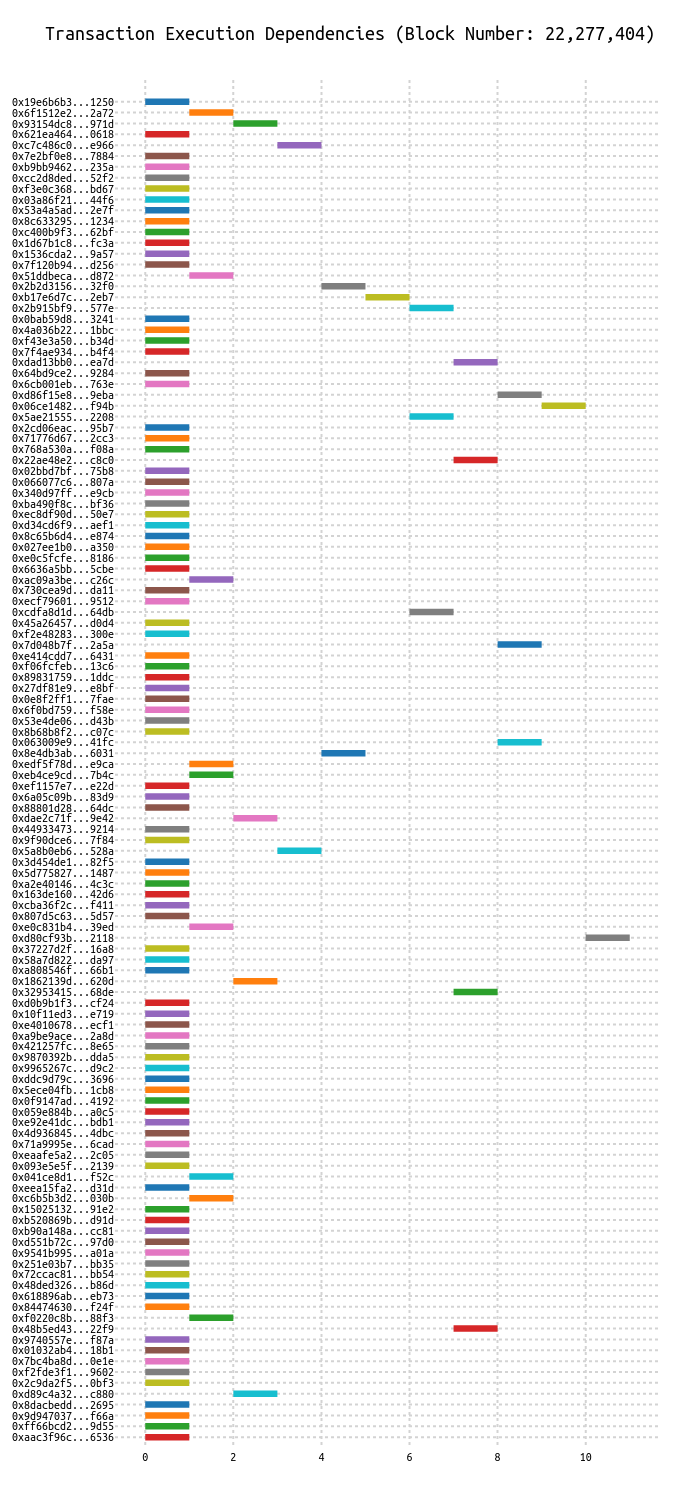 Transaction Execution Dependencies (Block Number: 22,277,404)
0x19e6b6b3...1250
0x6f1512e2...2a72
0x93154dc8...971d
0x621ea464...0618
0xc7c486c0...e966
0x7e2bf0e8...7884
0xb9bb9462...235a
0xcc2d8ded...52f2
0xf3e0c368...bd67
0x03a86f21...44f6
0x53a4a5ad...2e7f
0x8c633295...1234
0xc400b9f3...62bf
0x1d67b1c8...fc3a
0x1536cda2...9a57
0x7f120b94...d256
0x51ddbeca...d872
0x2b2d3156...32f0
0xb17e6d7c...2eb7
0x2b915bf9...577e
0x0bab59d8...3241
0x4a036b22...1bbc
0xf43e3a50...b34d
0x7f4ae934...b4f4
0xdad13bb0...ea7d
0x64bd9ce2...9284
0x6cb001eb...763e
0xd86f15e8...9eba
0x06ce1482...f94b
0x5ae21555...2208
0x2cd06eac...95b7
0x71776d67...2cc3
0x768a530a...f08a
0x22ae48e2...c8c0
0x02bbd7bf...75b8
0x066077c6...807a
0x340d97ff...e9cb
0xba490f8c...bf36
0xec8df90d...50e7
0xd34cd6f9...aef1
0x8c65b6d4...e874
0x027ee1b0...a350
0xe0c5fcfe...8186
0x6636a5bb...5cbe
0xac09a3be...c26c
0x730cea9d...da11
0xecf79601...9512
0xcdfa8d1d...64db
0x45a26457...d0d4
0xf2e48283...300e
0x7d048b7f...2a5a
0xe414cdd7...6431
0xf06fcfeb...13c6
0x89831759...1ddc
0x27df81e9...e8bf
0x0e8f2ff1...7fae
0x6f0bd759...f58e
0x53e4de06...d43b
0x8b68b8f2...c07c
0x063009e9...41fc
0x8e4db3ab...6031
0xedf5f78d...e9ca
0xeb4ce9cd...7b4c
0xef1157e7...e22d
0x6a05c09b...83d9
0x88801d28...64dc
0xdae2c71f...9e42
0x44933473...9214
0x9f90dce6...7f84
0x5a8b0eb6...528a
0x3d454de1...82f5
0x5d775827...1487
0xa2e40146...4c3c
0x163de160...42d6
0xcba36f2c...f411
0x807d5c63...5d57
0xe0c831b4...39ed
0xd80cf93b...2118
0x37227d2f...16a8
0x58a7d822...da97
0xa808546f...66b1
0x1862139d...620d
0x32953415...68de
0xd0b9b1f3...cf24
0x10f11ed3...e719
0xe4010678...ecf1
0xa9be9ace...2a8d
0x421257fc...8e65
0x9870392b...dda5
0x9965267c...d9c2
0xddc9d79c...3696
0x5ece04fb...1cb8
0x0f9147ad...4192
0x059e884b...a0c5
0xe92e41dc...bdb1
0x4d936845...4dbc
0x71a9995e...6cad
0xeaafe5a2...2c05
0x093e5e5f...2139
0x041ce8d1...f52c
0xeea15fa2...d31d
0xc6b5b3d2...030b
0x15025132...91e2
0xb520869b...d91d
0xb90a148a...cc81
0xd551b72c...97d0
0x9541b995...a01a
0x251e03b7...bb35
0x72ccac81...bb54
0x48ded326...b86d
0x618896ab...eb73
0x84474630...f24f
0xf0220c8b...88f3
0x48b5ed43...22f9
0x9740557e...f87a
0x01032ab4...18b1
0x7bc4ba8d...0e1e
0xf2fde3f1...9602
0x2c9da2f5...0bf3
0xd89c4a32...c880
0x8dacbedd...2695
0x9d947037...f66a
0xff66bcd2...9d55
0xaac3f96c...6536
0 2 4 6 8 10